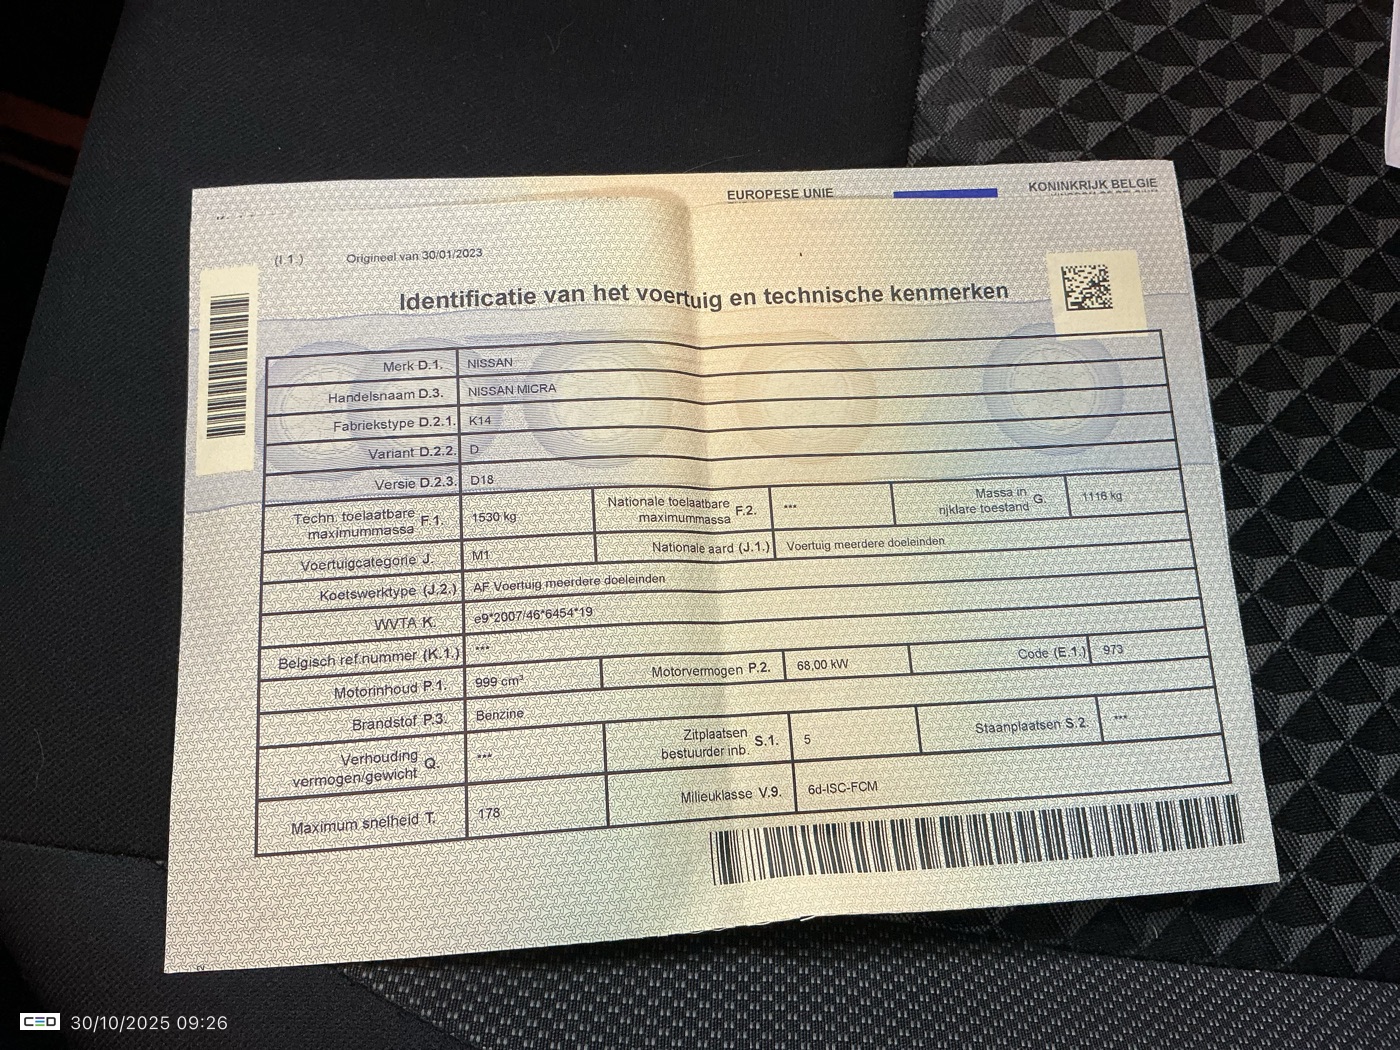 EUROPESE UNIE
KONINKRIJK BELGIE
(I.1.) Origineel van 30/01/2023
Identificatie van het voertuig en technische kenmerken
Merk D.1. NISSAN
Handelsnaam D.3. NISSAN MICRA
Fabriekstype D.2.1. K14
Variant D.2.2. D
Versie D.2.3. D18
Techn. toelaatbare maximummassa F.1. 1530 kg Nationale toelaatbare maximummassa F.2. *** Massa in rijklare toestand G. 1116 kg
Voertuigcategorie J. M1 Nationale aard (J.1.) Voertuig meerdere doeleinden
Koetswerktype (J.2.) AF Voertuig meerdere doeleinden
WVTA K. e9*2007/46*6454*19
Belgisch ref.nummer (K.1.) ***
Motorinhoud P.1. 999 cm³ Motorvermogen P.2. 68,00 kW Code (E.1.) 973
Brandstof P.3. Benzine
Verhouding vermogen/gewicht Q. *** Zitplaatsen bestuurder inb. S.1. 5 Staanplaatsen S.2. ***
Maximum snelheid T. 178 Milieuklasse V.9. 6d-ISC-FCM
CED 30/10/2025 09:26